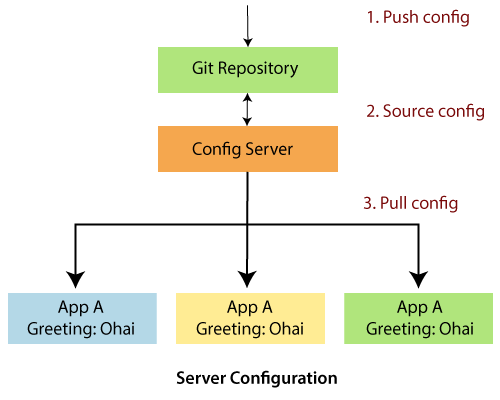 1. Push config
Git Repository
2. Source config
Config Server
3. Pull config
App A
Greeting: Ohai
App A
Greeting: Ohai
App A
Greeting: Ohai
Server Configuration